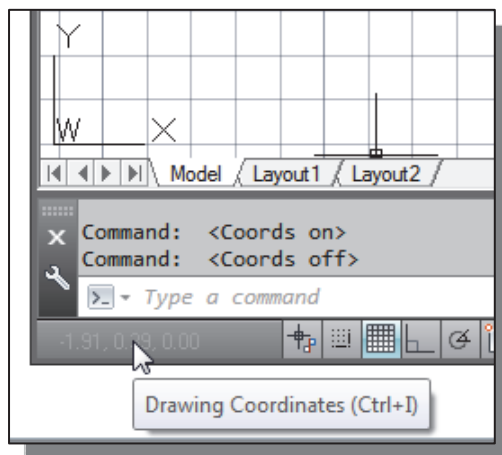 Y
W X
Model Layout1 Layout2
Command: <Coords on>
Command: <Coords off>
Type a command
-1.91, 0.39, 0.00
Drawing Coordinates (Ctrl+I)